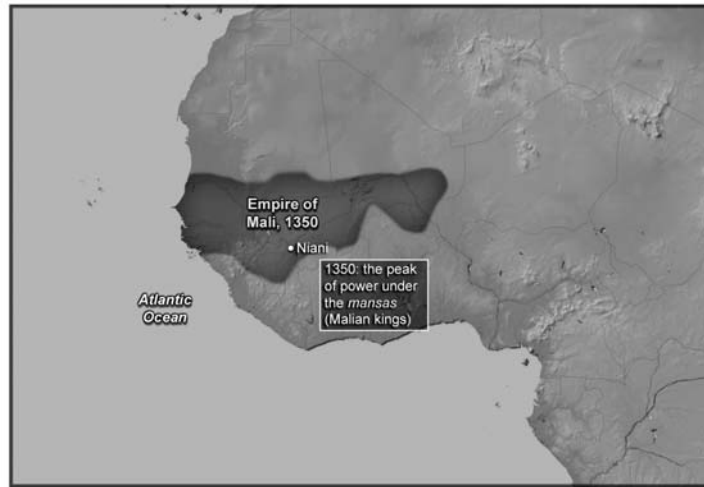 Empire of
Mali, 1350
Niani
1350: the peak
of power under
the mansas
(Malian kings)
Atlantic
Ocean